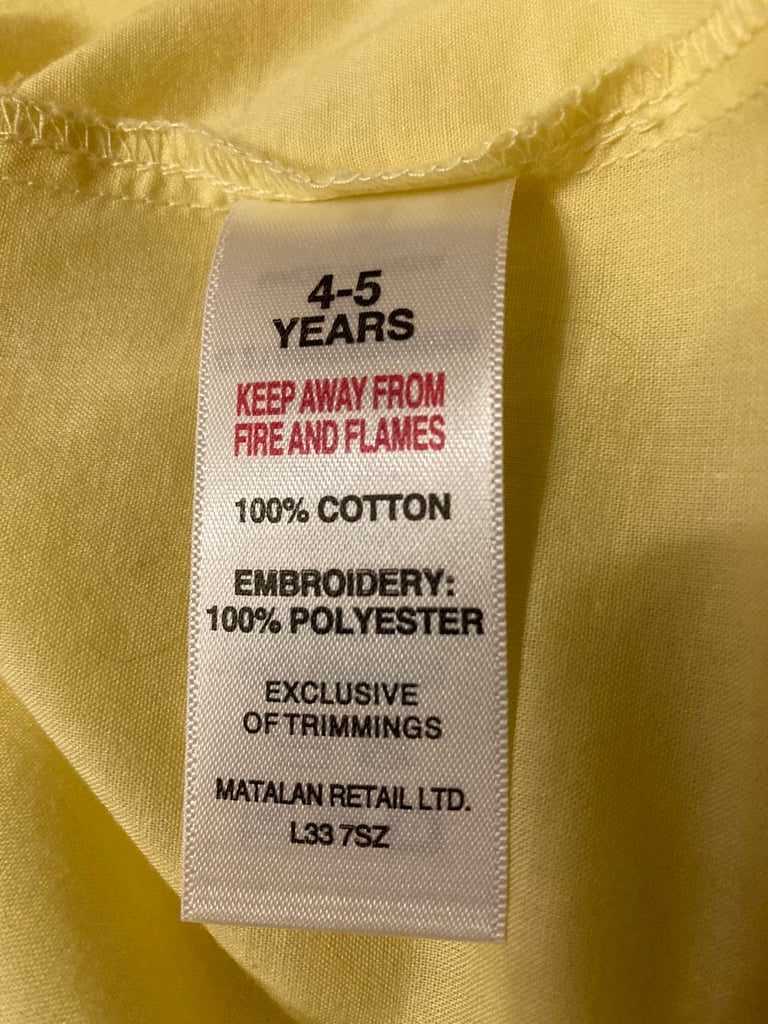 4-5
YEARS
KEEP AWAY FROM
FIRE AND FLAMES
100% COTTON
EMBROIDERY:
100% POLYESTER
EXCLUSIVE
OF TRIMMINGS
MATALAN RETAIL LTD.
L33 7SZ